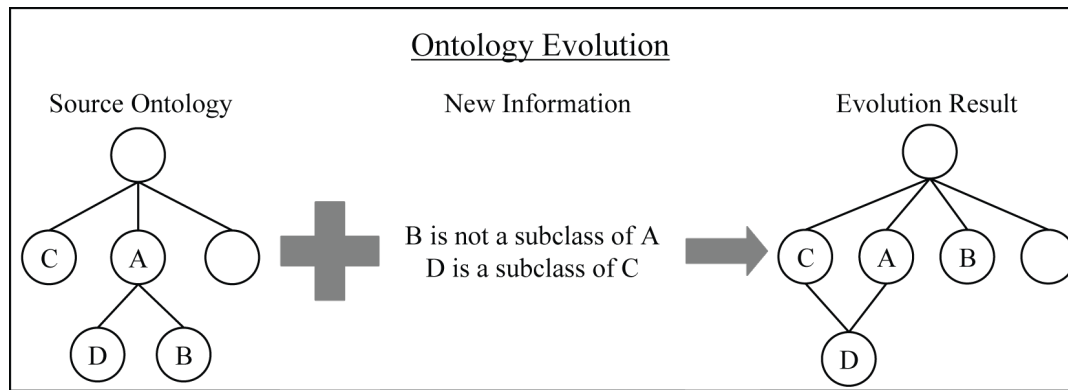 Ontology Evolution
Source Ontology
New Information
Evolution Result
C
A
D
B
B is not a subclass of A
D is a subclass of C
C
A
B
D